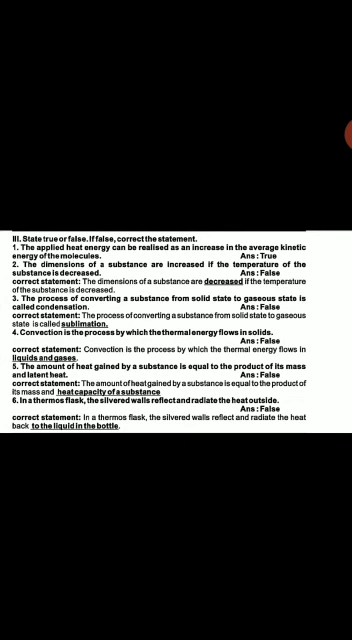 III. State true or false. If false, correct the statement.
1. The applied heat energy can be realised as an increase in the average kinetic
energy of the molecules. Ans : True
2. The dimensions of a substance are increased if the temperature of the
substance is decreased. Ans : False
correct statement: The dimensions of a substance are decreased if the temperature
of the substance is decreased.
3. The process of converting a substance from solid state to gaseous state is
called condensation. Ans : False
correct statement: The process of converting a substance from solid state to gaseous
state is called sublimation.
4. Convection is the process by which the thermal energy flows in solids.
Ans : False
correct statement: Convection is the process by which the thermal energy flows in
liquids and gases.
5. The amount of heat gained by a substance is equal to the product of its mass
and latent heat. Ans : False
correct statement: The amount of heat gained by a substance is equal to the product of
its mass and heat capacity of a substance
6. In a thermos flask, the silvered walls reflect and radiate the heat outside.
Ans : False
correct statement: In a thermos flask, the silvered walls reflect and radiate the heat
back to the liquid in the bottle.